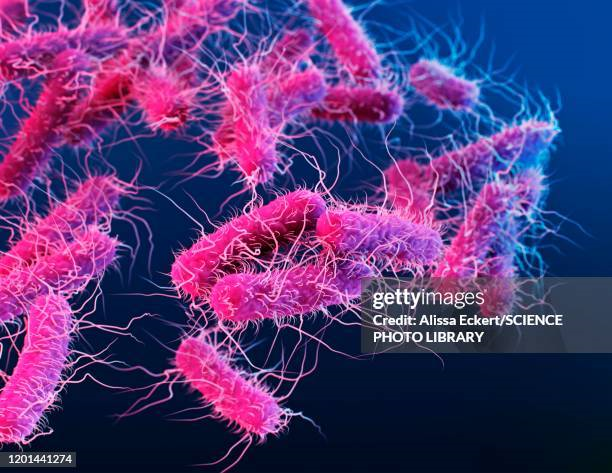 gettyimages®
Credit: Alissa Eckert/SCIENCE
PHOTO LIBRARY
1201441274